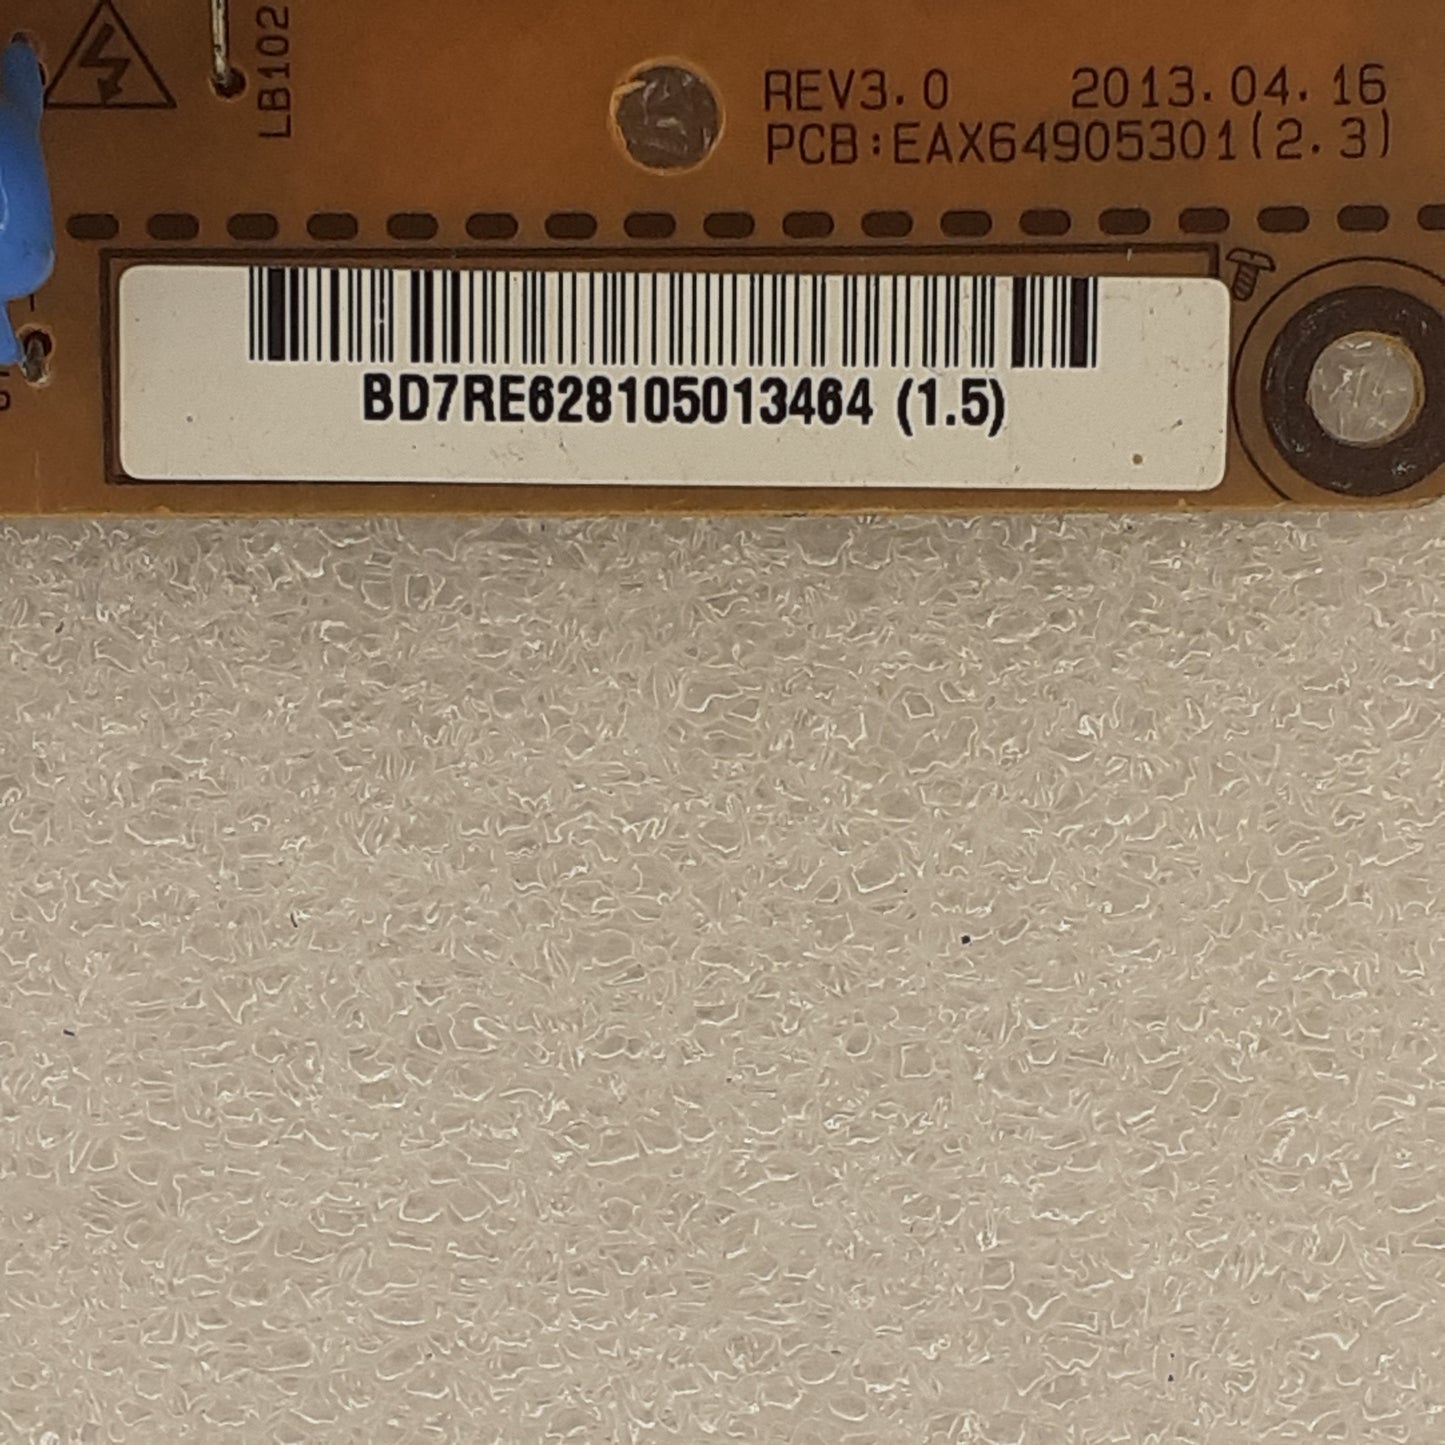 LB102
REV3.0 2013.04.16
PCB:EAX64905301(2.3)
BD7RE628105013464 (1.5)